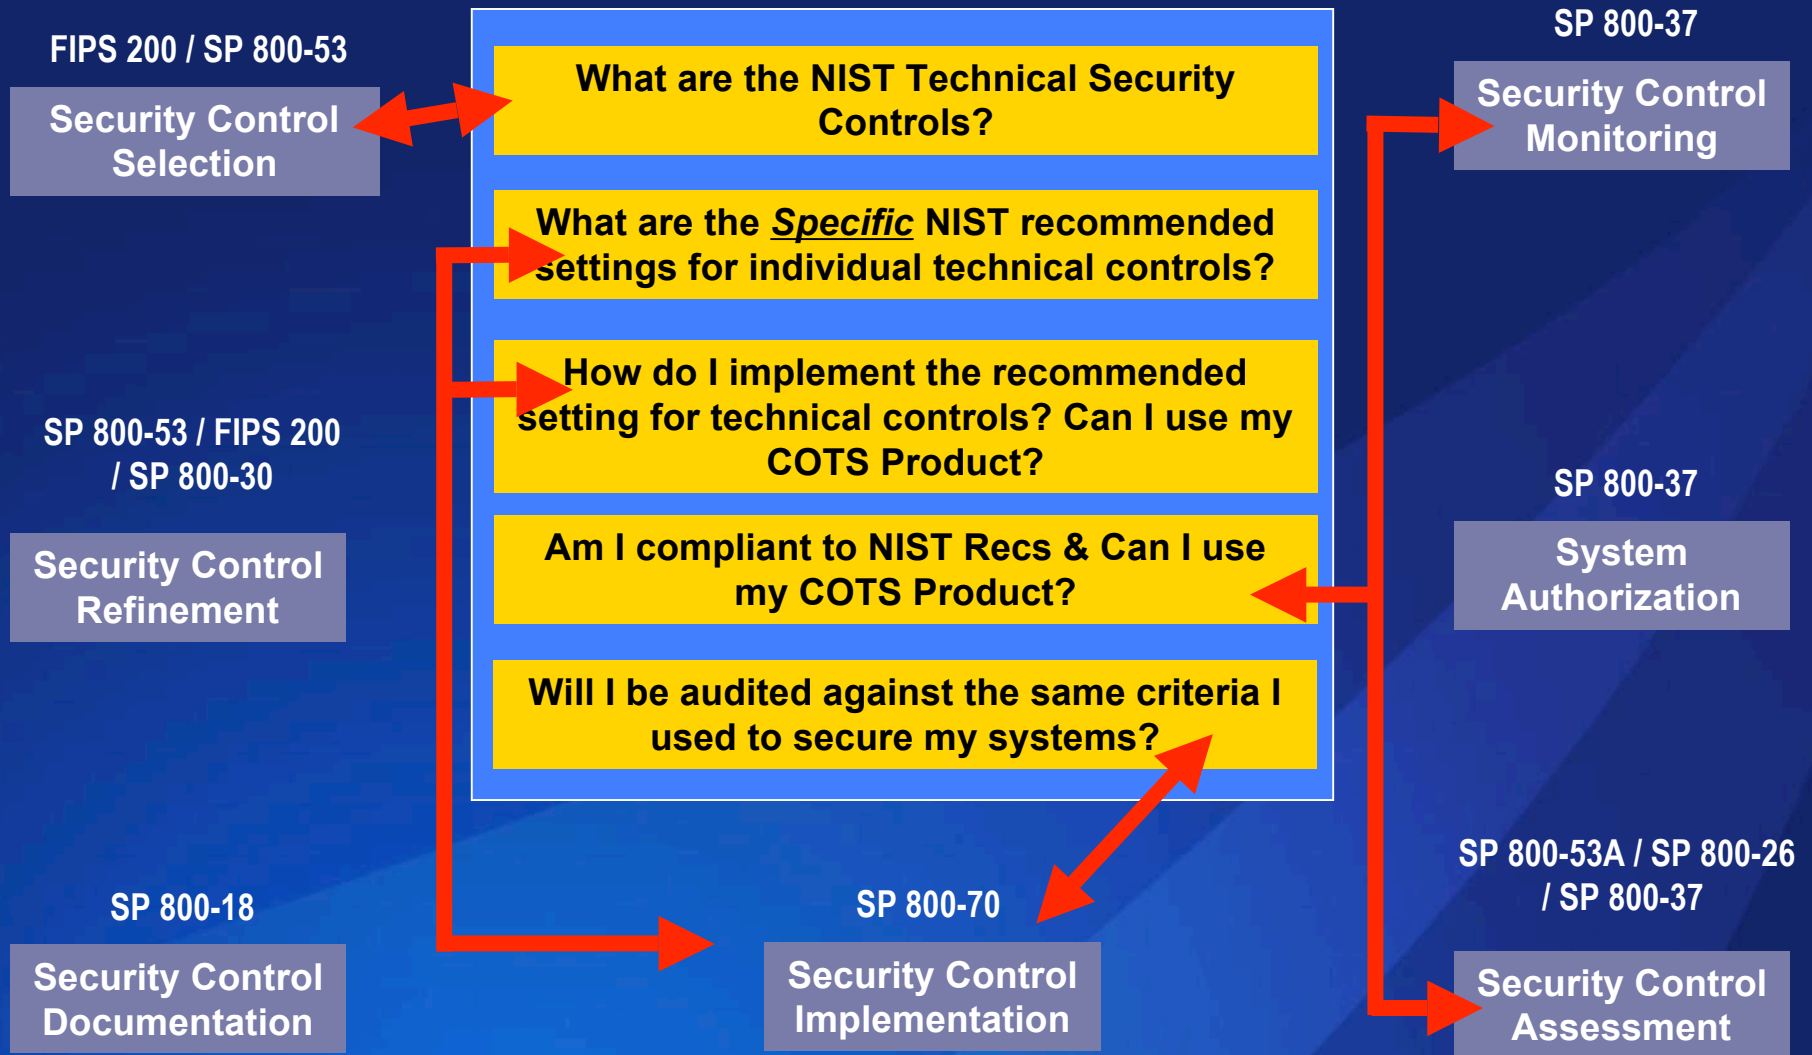 FIPS 200 / SP 800-53
Security Control
Selection
SP 800-53 / FIPS 200
/ SP 800-30
Security Control
Refinement
SP 800-18
Security Control
Documentation
What are the NIST Technical Security
Controls?
What are the Specific NIST recommended
settings for individual technical controls?
How do I implement the recommended
setting for technical controls? Can I use my
COTS Product?
Am I compliant to NIST Recs & Can I use
my COTS Product?
Will I be audited against the same criteria I
used to secure my systems?
SP 800-70
Security Control
Implementation
SP 800-37
Security Control
Monitoring
SP 800-37
System
Authorization
SP 800-53A / SP 800-26
/ SP 800-37
Security Control
Assessment